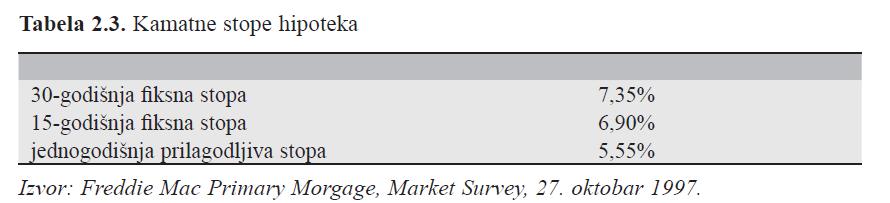 Tabela 2.3. Kamatne stope hipoteka
30-godišnja fiksna stopa 7,35%
15-godišnja fiksna stopa 6,90%
jednogodišnja prilagodljiva stopa 5,55%
Izvor: Freddie Mac Primary Morgage, Market Survey, 27. oktobar 1997.